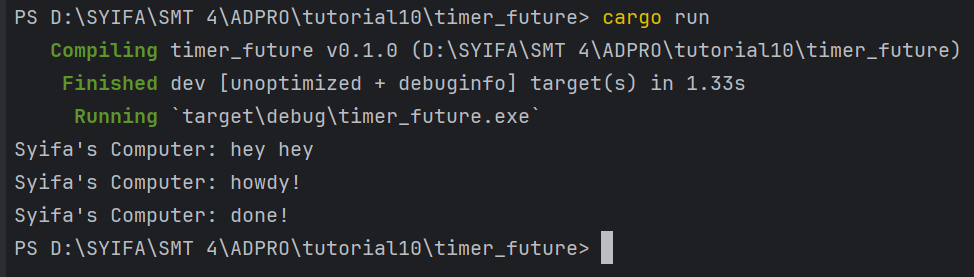 PS D:\SYIFA\SMT 4\ADPRO\tutorial10\timer_future> cargo run
   Compiling timer_future v0.1.0 (D:\SYIFA\SMT 4\ADPRO\tutorial10\timer_future)
    Finished dev [unoptimized + debuginfo] target(s) in 1.33s
     Running `target\debug\timer_future.exe`
Syifa's Computer: hey hey
Syifa's Computer: howdy!
Syifa's Computer: done!
PS D:\SYIFA\SMT 4\ADPRO\tutorial10\timer_future>